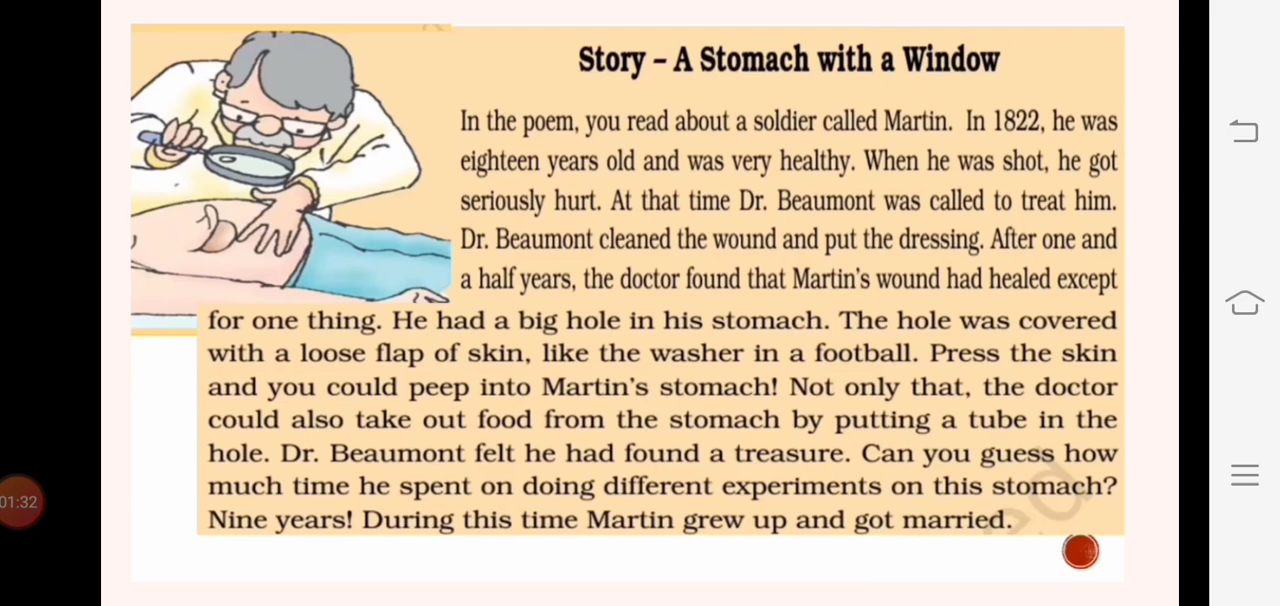 Story – A Stomach with a Window
In the poem, you read about a soldier called Martin. In 1822, he was
eighteen years old and was very healthy. When he was shot, he got
seriously hurt. At that time Dr. Beaumont was called to treat him.
Dr. Beaumont cleaned the wound and put the dressing. After one and
a half years, the doctor found that Martin's wound had healed except
for one thing. He had a big hole in his stomach. The hole was covered
with a loose flap of skin, like the washer in a football. Press the skin
and you could peep into Martin's stomach! Not only that, the doctor
could also take out food from the stomach by putting a tube in the
hole. Dr. Beaumont felt he had found a treasure. Can you guess how
much time he spent on doing different experiments on this stomach?
Nine years! During this time Martin grew up and got married.
01:32